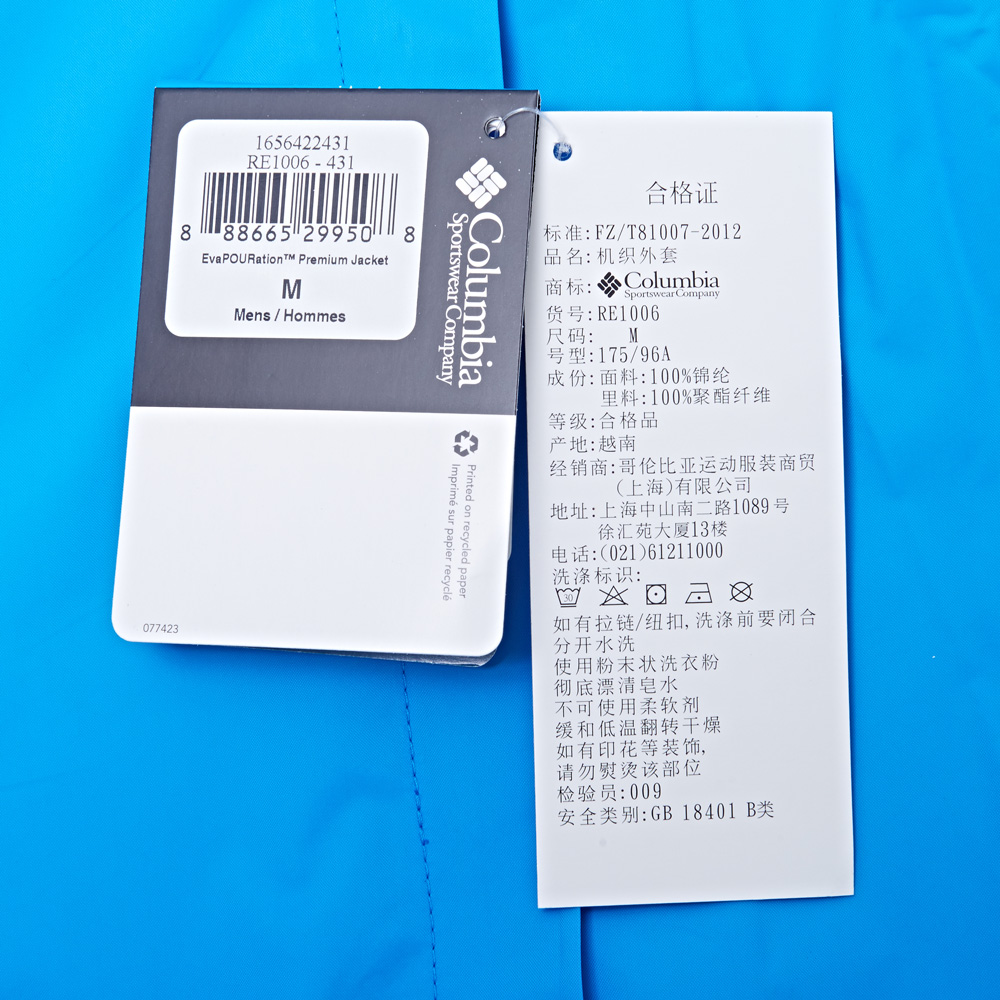 1656422431
RE1006 - 431
8 88665 29950 8
EvaPOURation™ Premium Jacket
M
Mens / Hommes
Columbia
Sportswear Company
Printed on recycled paper
Imprimé sur papier recyclé
077423
合格证
标准:FZ/T81007-2012
品名:机织外套
商标:Columbia
Sportswear Company
货号:RE1006
尺码: M
号型:175/96A
成份:面料:100%锦纶
里料:100%聚酯纤维
等级:合格品
产地:越南
经销商:哥伦比亚运动服装商贸
(上海)有限公司
地址:上海中山南二路1089号
徐汇苑大厦13楼
电话:(021)61211000
洗涤标识:
30
如有拉链/纽扣,洗涤前要闭合
分开水洗
使用粉末状洗衣粉
彻底漂清皂水
不可使用柔软剂
缓和低温翻转干燥
如有印花等装饰,
请勿熨烫该部位
检验员:009
安全类别:GB 18401 B类